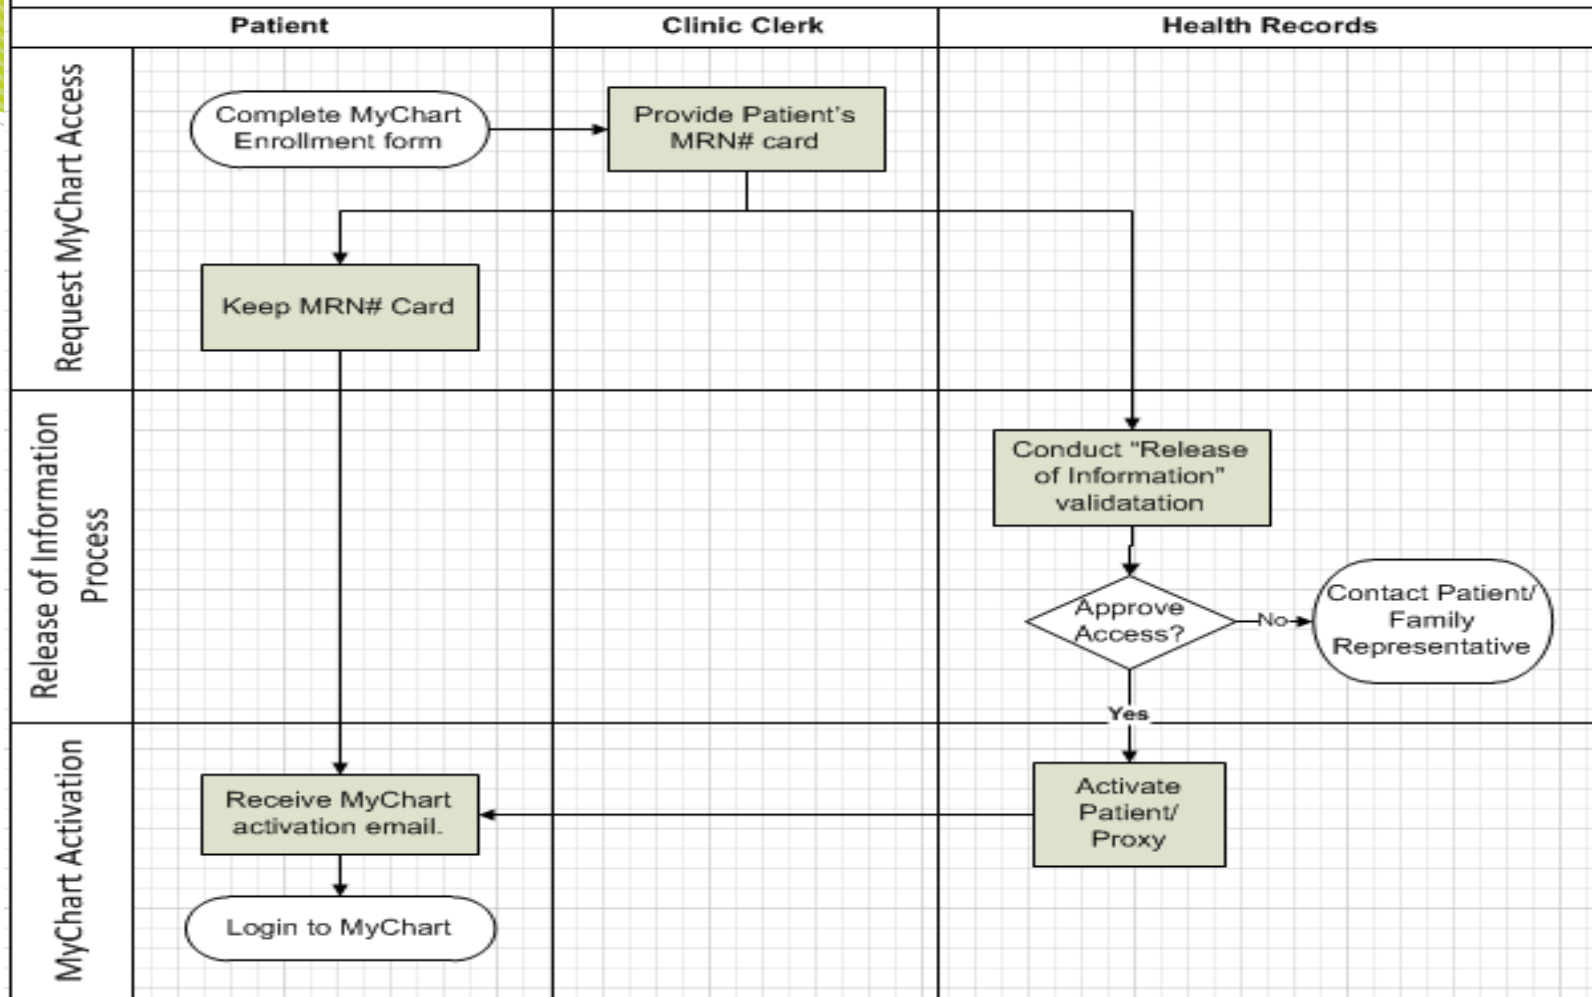 Patient
Clinic Clerk
Health Records
Request MyChart Access
Complete MyChart
Enrollment form
Provide Patient's
MRN# card
Keep MRN# Card
Release of Information
Process
Conduct "Release
of Information"
validatation
Approve
Access?
No
Contact Patient/
Family
Representative
Yes
MyChart Activation
Receive MyChart
activation email.
Activate
Patient/
Proxy
Login to MyChart